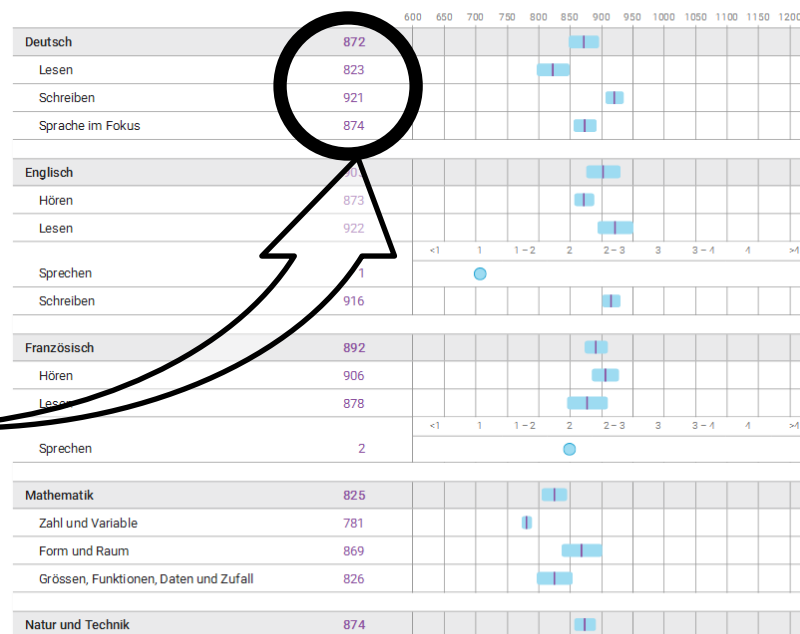 600 650 700 750 800 850 900 950 1000 1050 1100 1150 1200
Deutsch 872
Lesen 823
Schreiben 921
Sprache im Fokus 874
Englisch
Hören 873
Lesen 922
<1 1 1 – 2 2 2 – 3 3 3 – 4 4 >4
Sprechen 1
Schreiben 916
Französisch 892
Hören 906
Lesen 878
<1 1 1 – 2 2 2 – 3 3 3 – 4 4 >4
Sprechen 2
Mathematik 825
Zahl und Variable 781
Form und Raum 869
Grössen, Funktionen, Daten und Zufall 826
Natur und Technik 874